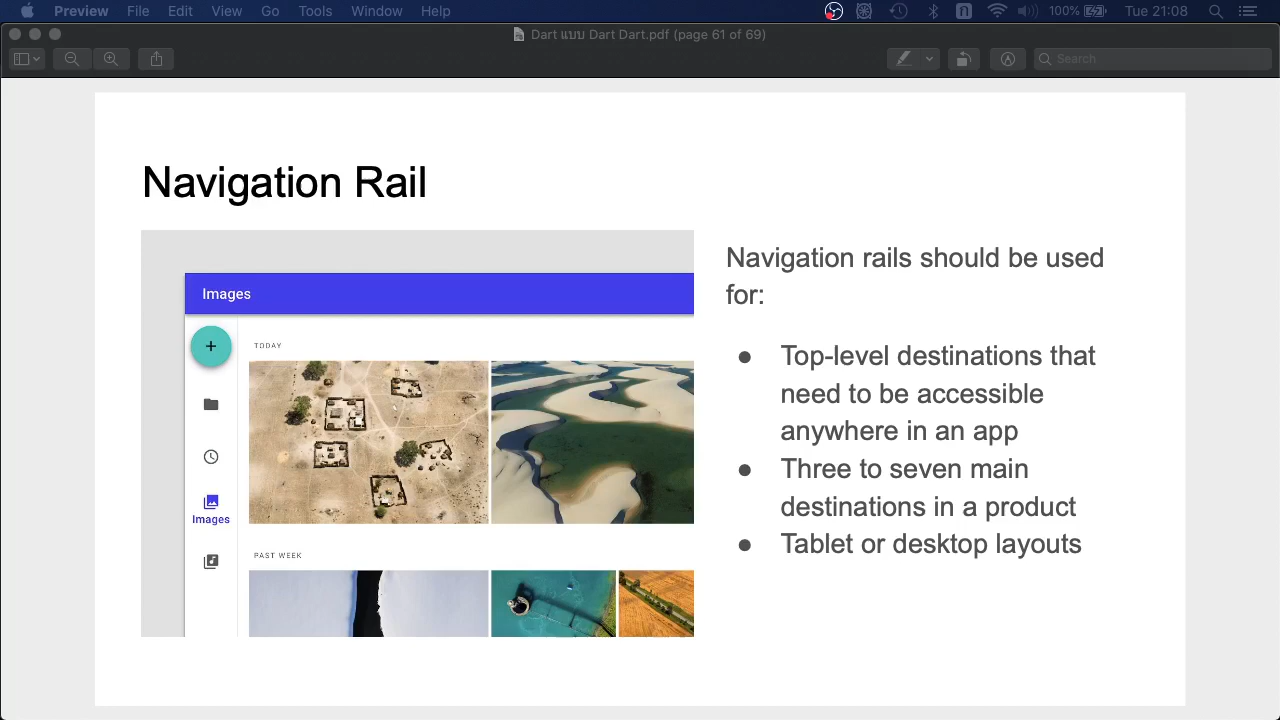 Preview File Edit View Go Tools Window Help 100% Tue 21:08
Dart แบบ Dart Dart.pdf (page 61 of 69)
Search
Navigation Rail
Images
TODAY
Images
PAST WEEK
Navigation rails should be used
for:
● Top-level destinations that
need to be accessible
anywhere in an app
● Three to seven main
destinations in a product
● Tablet or desktop layouts